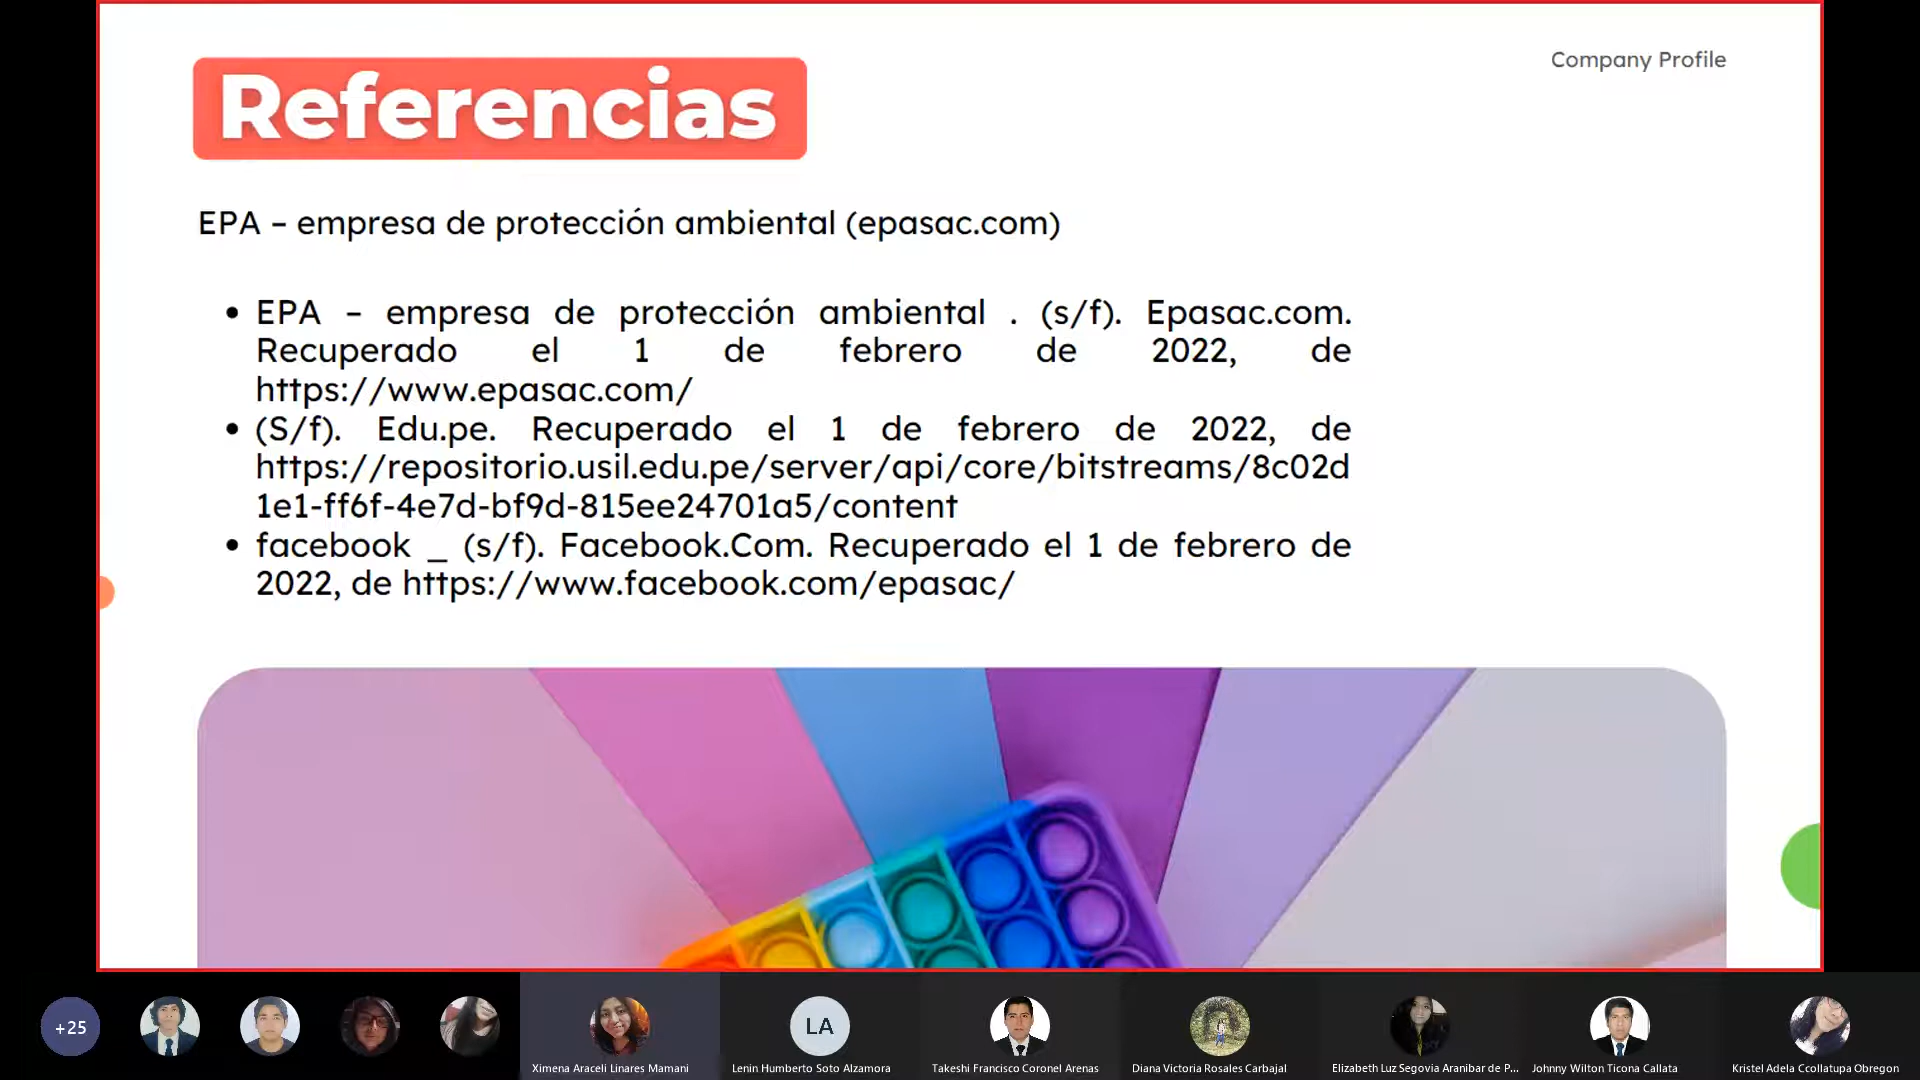 Company Profile
Referencias
EPA – empresa de protección ambiental (epasac.com)
• EPA – empresa de protección ambiental . (s/f). Epasac.com.
Recuperado el 1 de febrero de 2022, de
https://www.epasac.com/
• (S/f). Edu.pe. Recuperado el 1 de febrero de 2022, de
https://repositorio.usil.edu.pe/server/api/core/bitstreams/8c02d
1e1-ff6f-4e7d-bf9d-815ee24701a5/content
• facebook _ (s/f). Facebook.Com. Recuperado el 1 de febrero de
2022, de https://www.facebook.com/epasac/
+25
LA
Ximena Araceli Linares Mamani
Lenin Humberto Soto Alzamora
Takeshi Francisco Coronel Arenas
Diana Victoria Rosales Carbajal
Elizabeth Luz Segovia Aranibar de P...
Johnny Wilton Ticona Callata
Kristel Adela Ccollatupa Obregon